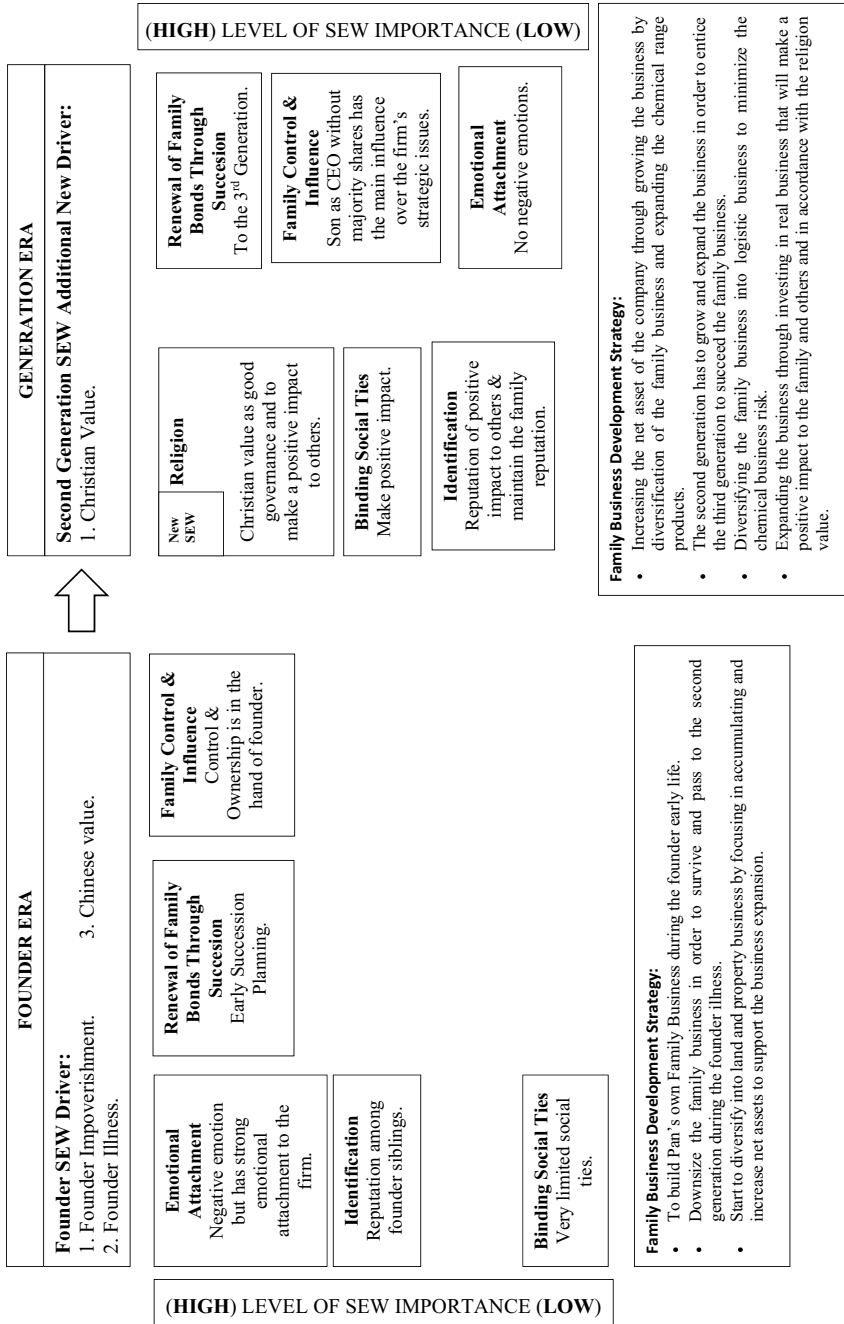 FOUNDER ERA
Founder SEW Driver:
1. Founder Impoverishment. 3. Chinese value.
2. Founder Illness.
(HIGH) LEVEL OF SEW IMPORTANCE (LOW)
Emotional
Attachment
Negative emotion
but has strong
emotional
attachment to the
firm.
Renewal of Family
Bonds Through
Succesion
Early Succession
Planning.
Family Control &
Influence
Control &
Ownership is in the
hand of founder.
Identification
Reputation among
founder siblings.
Binding Social Ties
Very limited social
ties.
Family Business Development Strategy:
• To build Pan's own Family Business during the founder early life.
• Downsize the family business in order to survive and pass to the second
generation during the founder illness.
• Start to diversify into land and property business by focusing in accumulating and
increase net assets to support the business expansion.
GENERATION ERA
Second Generation SEW Additional New Driver:
1. Christian Value.
New
SEW
Religion
Christian value as good
governance and to
make a positive impact
to others.
Renewal of Family
Bonds Through
Succesion
To the 3rd Generation.
Binding Social Ties
Make positive impact.
Family Control &
Influence
Son as CEO without
majority shares has
the main influence
over the firm's
strategic issues.
Identification
Reputation of positive
impact to others &
maintain the family
reputation.
Emotional
Attachment
No negative emotions.
(HIGH) LEVEL OF SEW IMPORTANCE (LOW)
Family Business Development Strategy:
• Increasing the net asset of the company through growing the business by
diversification of the family business and expanding the chemical range
products.
• The second generation has to grow and expand the business in order to entice
the third generation to succeed the family business.
• Diversifying the family business into logistic business to minimize the
chemical business risk.
• Expanding the business through investing in real business that will make a
positive impact to the family and others and in accordance with the religion
value.